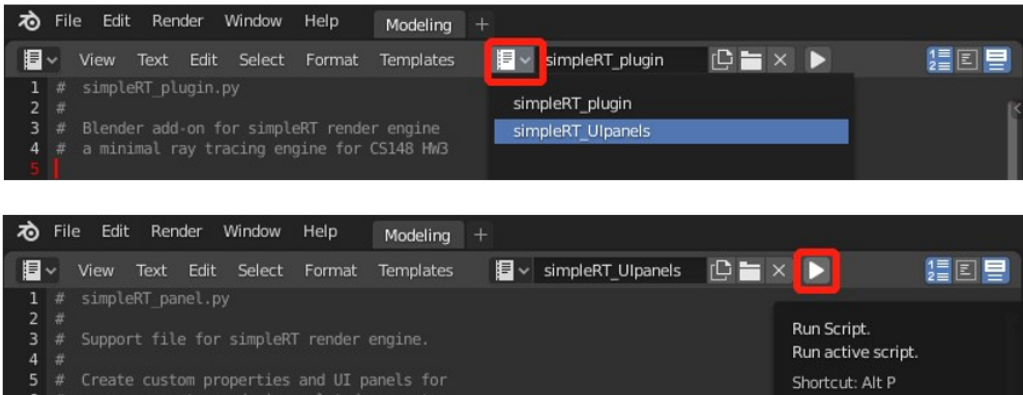 File Edit Render Window Help Modeling +
View Text Edit Select Format Templates simpleRT_plugin
1 # simpleRT_plugin.py
2 #
3 # Blender add-on for simpleRT render engine
4 # a minimal ray tracing engine for CS148 HW3
5
simpleRT_plugin
simpleRT_UIpanels
File Edit Render Window Help Modeling +
View Text Edit Select Format Templates simpleRT_UIpanels
1 # simpleRT_panel.py
2 #
3 # Support file for simpleRT render engine.
4 #
5 # Create custom properties and UI panels for
Run Script.
Run active script.
Shortcut: Alt P